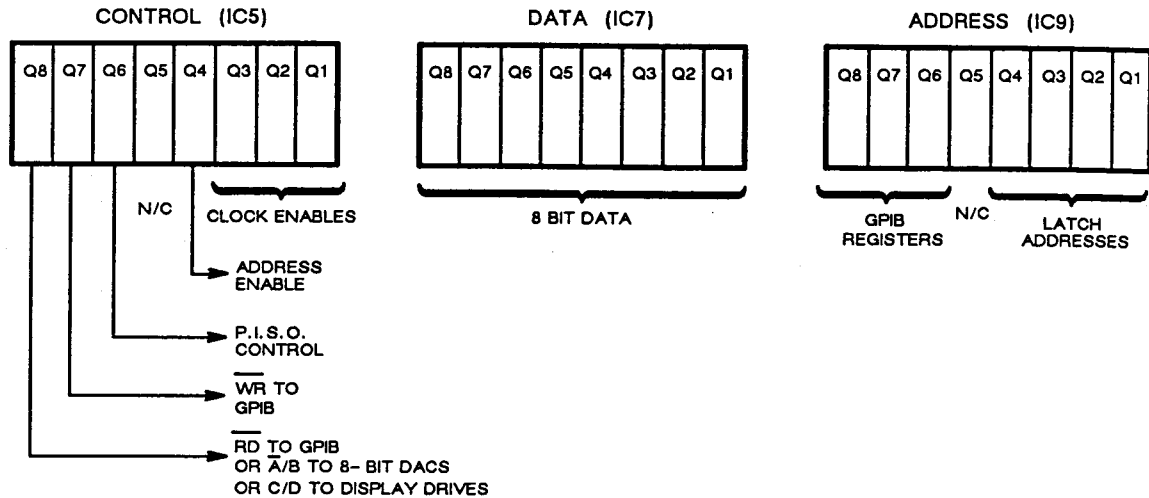 CONTROL (IC5)
Q8 Q7 Q6 Q5 Q4 Q3 Q2 Q1
N/C
CLOCK ENABLES
ADDRESS
ENABLE
P.I.S.O.
CONTROL
WR TO
GPIB
RD TO GPIB
OR A/B TO 8- BIT DACS
OR C/D TO DISPLAY DRIVES
DATA (IC7)
Q8 Q7 Q6 Q5 Q4 Q3 Q2 Q1
8 BIT DATA
ADDRESS (IC9)
Q8 Q7 Q6 Q5 Q4 Q3 Q2 Q1
GPIB
REGISTERS
N/C
LATCH
ADDRESSES